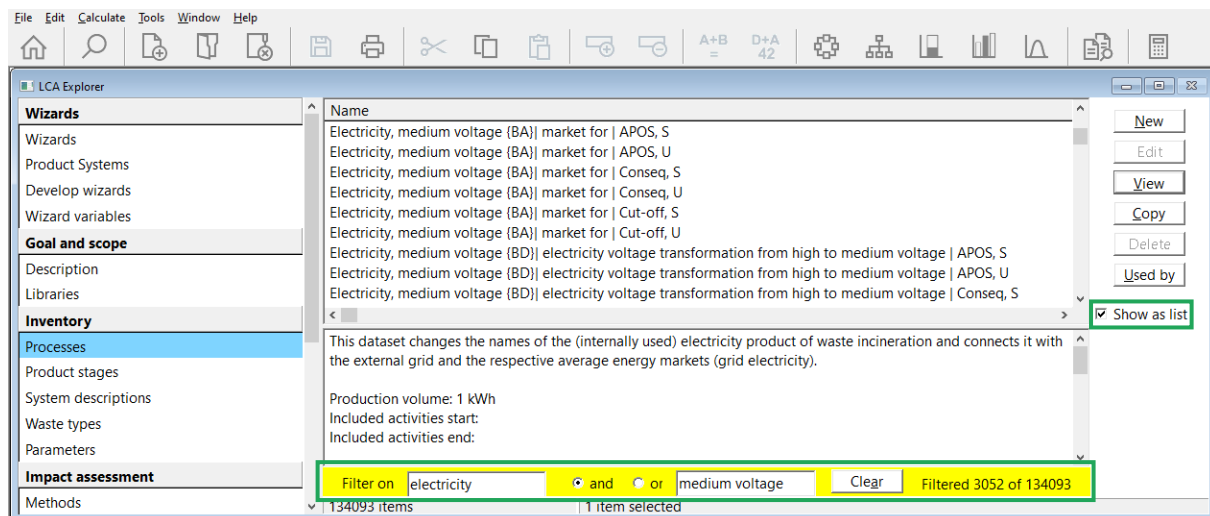 File Edit Calculate Tools Window Help
A+B
=
D+A
42
LCA Explorer
Wizards
Wizards
Product Systems
Develop wizards
Wizard variables
Goal and scope
Description
Libraries
Inventory
Processes
Product stages
System descriptions
Waste types
Parameters
Impact assessment
Methods
Name
Electricity, medium voltage {BA}| market for | APOS, S
Electricity, medium voltage {BA}| market for | APOS, U
Electricity, medium voltage {BA}| market for | Conseq, S
Electricity, medium voltage {BA}| market for | Conseq, U
Electricity, medium voltage {BA}| market for | Cut-off, S
Electricity, medium voltage {BA}| market for | Cut-off, U
Electricity, medium voltage {BD}| electricity voltage transformation from high to medium voltage | APOS, S
Electricity, medium voltage {BD}| electricity voltage transformation from high to medium voltage | APOS, U
Electricity, medium voltage {BD}| electricity voltage transformation from high to medium voltage | Conseq, S
This dataset changes the names of the (internally used) electricity product of waste incineration and connects it with
the external grid and the respective average energy markets (grid electricity).
Production volume: 1 kWh
Included activities start:
Included activities end:
Filter on electricity and or medium voltage Clear Filtered 3052 of 134093
134093 items 1 item selected
New
Edit
View
Copy
Delete
Used by
Show as list